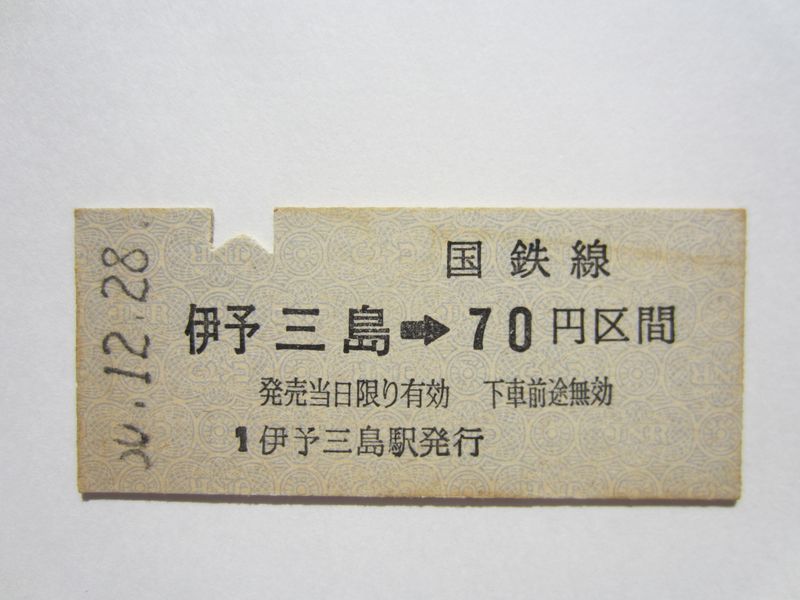 国鉄線
伊予三島➡70円区間
発売当日限り有効 下車前途無効
1伊予三島駅発行
.12.28.